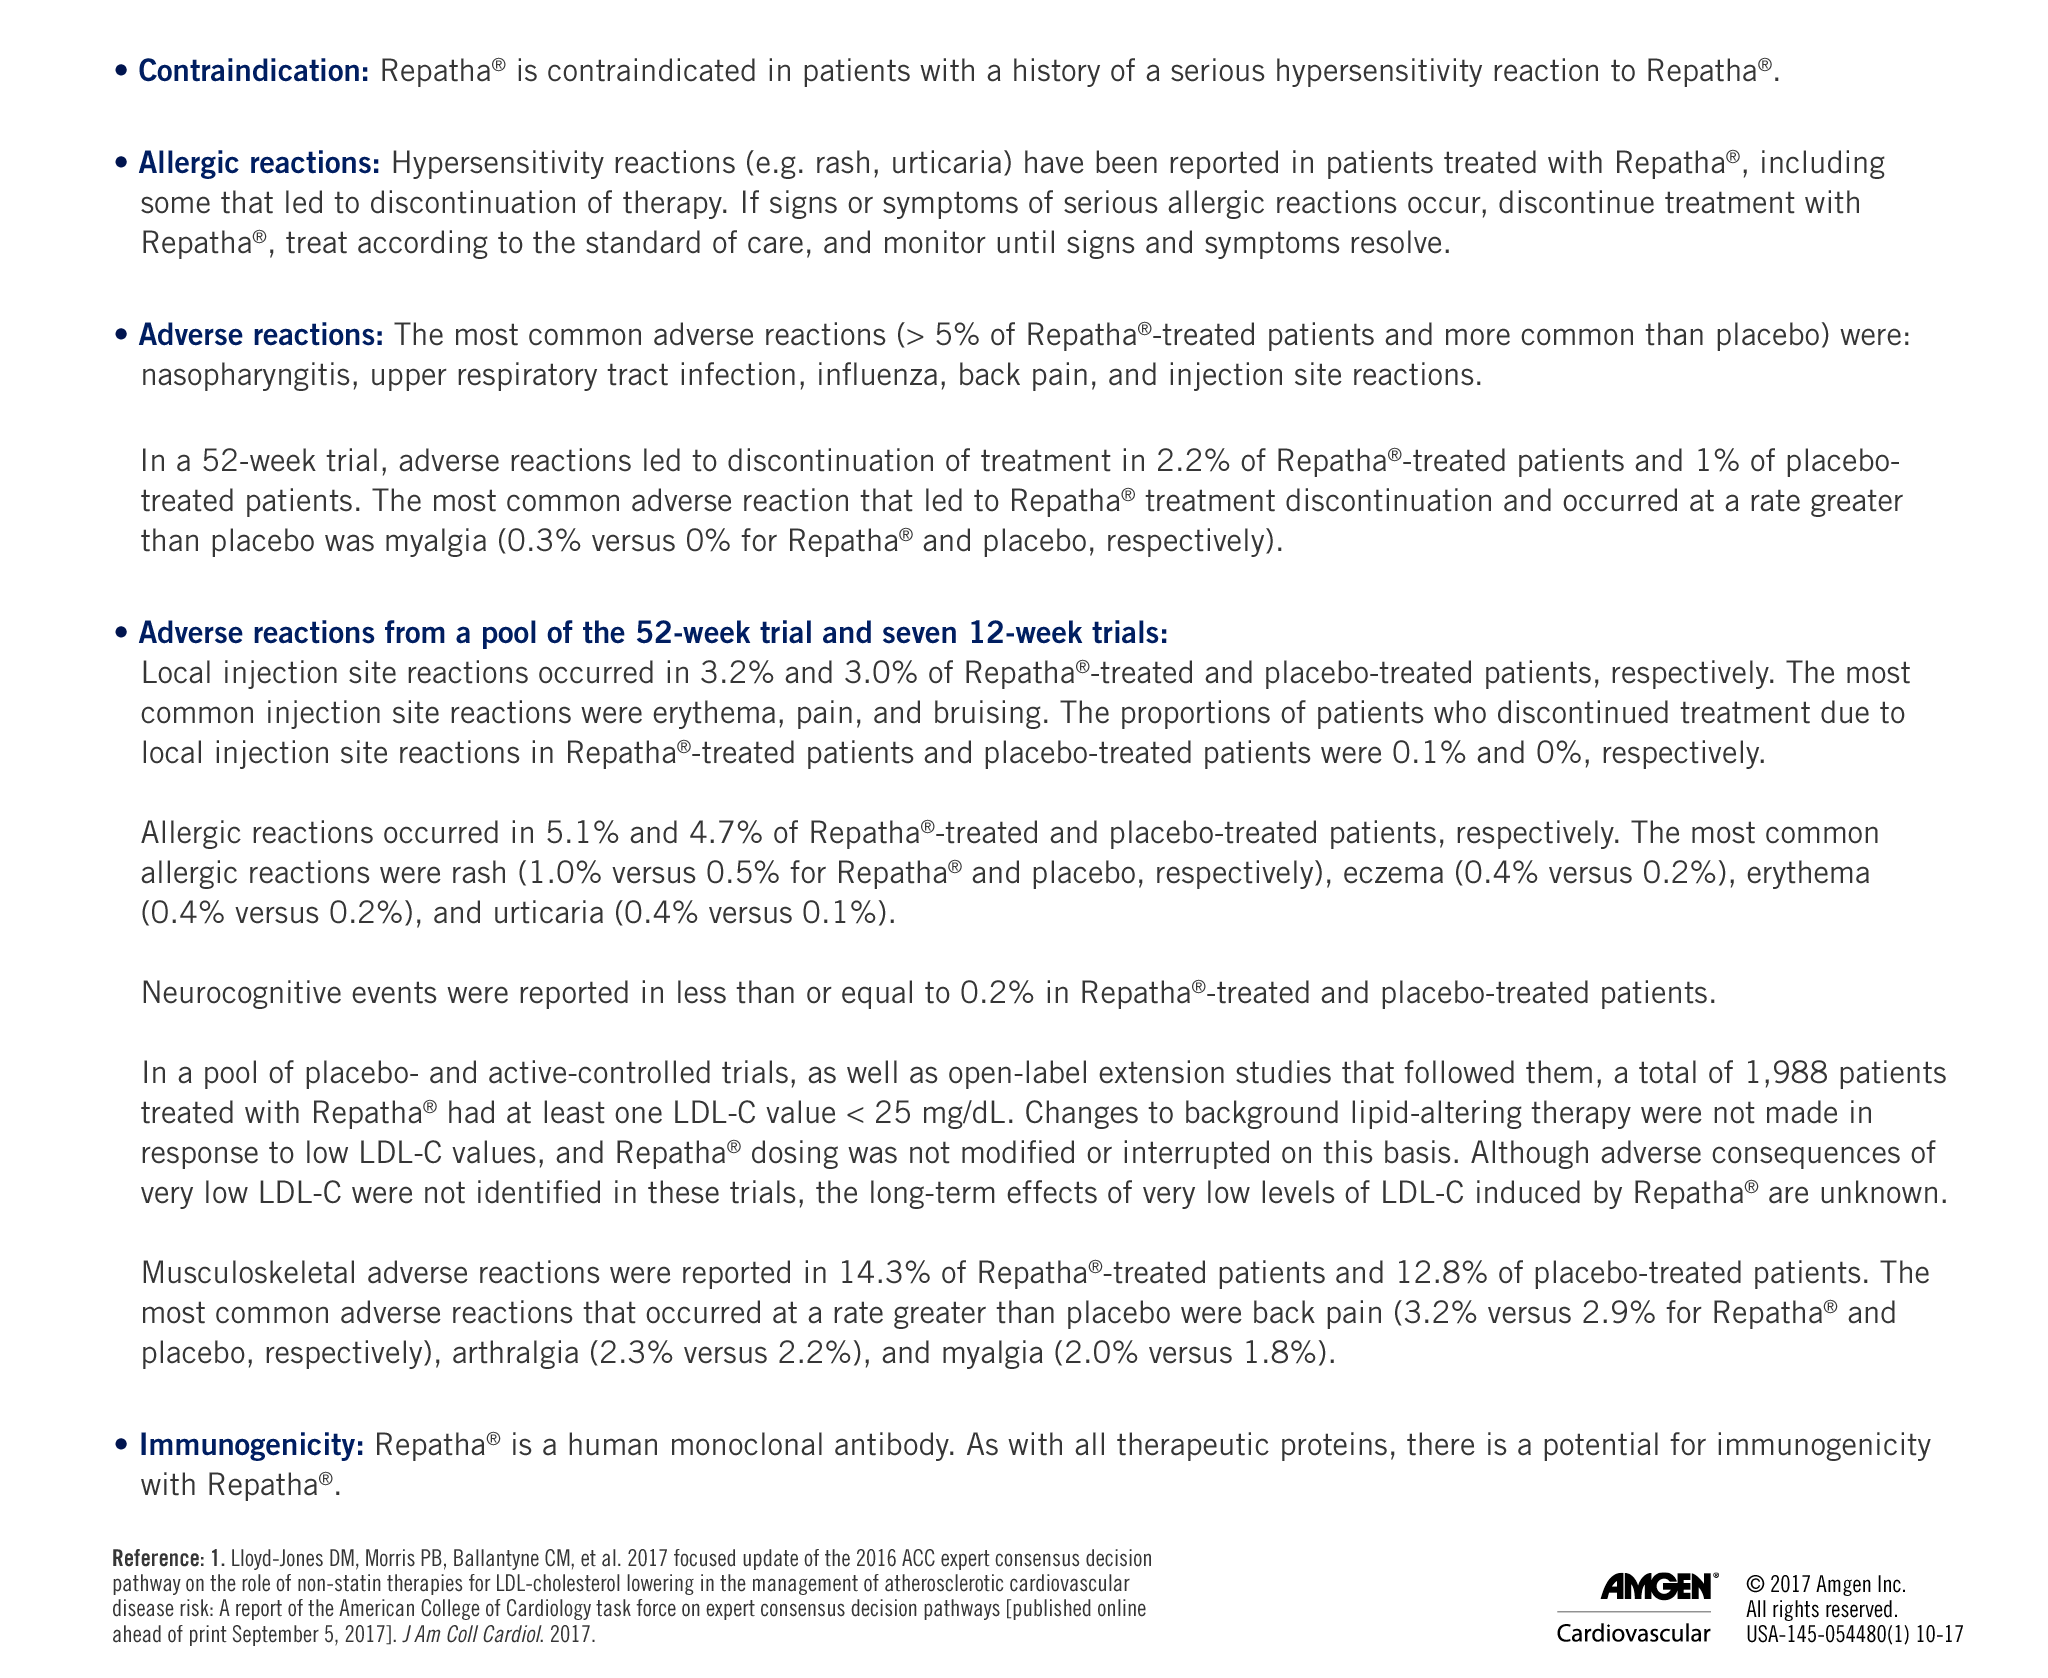 • Contraindication: Repatha® is contraindicated in patients with a history of a serious hypersensitivity reaction to Repatha®.
• Allergic reactions: Hypersensitivity reactions (e.g. rash, urticaria) have been reported in patients treated with Repatha®, including
some that led to discontinuation of therapy. If signs or symptoms of serious allergic reactions occur, discontinue treatment with
Repatha®, treat according to the standard of care, and monitor until signs and symptoms resolve.
• Adverse reactions: The most common adverse reactions (> 5% of Repatha®-treated patients and more common than placebo) were:
nasopharyngitis, upper respiratory tract infection, influenza, back pain, and injection site reactions.
In a 52-week trial, adverse reactions led to discontinuation of treatment in 2.2% of Repatha®-treated patients and 1% of placebo-
treated patients. The most common adverse reaction that led to Repatha® treatment discontinuation and occurred at a rate greater
than placebo was myalgia (0.3% versus 0% for Repatha® and placebo, respectively).
• Adverse reactions from a pool of the 52-week trial and seven 12-week trials:
Local injection site reactions occurred in 3.2% and 3.0% of Repatha®-treated and placebo-treated patients, respectively. The most
common injection site reactions were erythema, pain, and bruising. The proportions of patients who discontinued treatment due to
local injection site reactions in Repatha®-treated patients and placebo-treated patients were 0.1% and 0%, respectively.
Allergic reactions occurred in 5.1% and 4.7% of Repatha®-treated and placebo-treated patients, respectively. The most common
allergic reactions were rash (1.0% versus 0.5% for Repatha® and placebo, respectively), eczema (0.4% versus 0.2%), erythema
(0.4% versus 0.2%), and urticaria (0.4% versus 0.1%).
Neurocognitive events were reported in less than or equal to 0.2% in Repatha®-treated and placebo-treated patients.
In a pool of placebo- and active-controlled trials, as well as open-label extension studies that followed them, a total of 1,988 patients
treated with Repatha® had at least one LDL-C value < 25 mg/dL. Changes to background lipid-altering therapy were not made in
response to low LDL-C values, and Repatha® dosing was not modified or interrupted on this basis. Although adverse consequences of
very low LDL-C were not identified in these trials, the long-term effects of very low levels of LDL-C induced by Repatha® are unknown.
Musculoskeletal adverse reactions were reported in 14.3% of Repatha®-treated patients and 12.8% of placebo-treated patients. The
most common adverse reactions that occurred at a rate greater than placebo were back pain (3.2% versus 2.9% for Repatha® and
placebo, respectively), arthralgia (2.3% versus 2.2%), and myalgia (2.0% versus 1.8%).
• Immunogenicity: Repatha® is a human monoclonal antibody. As with all therapeutic proteins, there is a potential for immunogenicity
with Repatha®.
Reference: 1. Lloyd-Jones DM, Morris PB, Ballantyne CM, et al. 2017 focused update of the 2016 ACC expert consensus decision
pathway on the role of non-statin therapies for LDL-cholesterol lowering in the management of atherosclerotic cardiovascular
disease risk: A report of the American College of Cardiology task force on expert consensus decision pathways [published online
ahead of print September 5, 2017]. J Am Coll Cardiol. 2017.
AMGEN®
Cardiovascular
© 2017 Amgen Inc.
All rights reserved.
USA-145-054480(1) 10-17